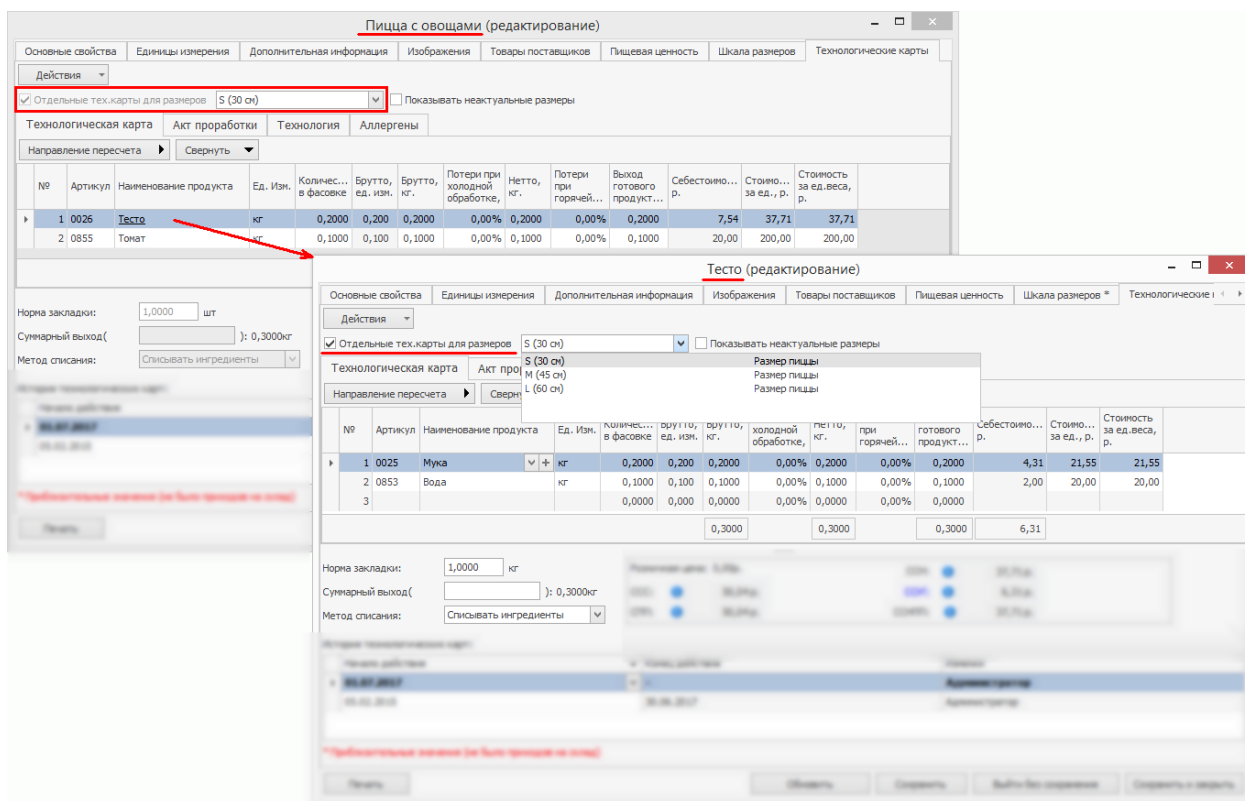 Пицца с овощами (редактирование)
Основные свойства Единицы измерения Дополнительная информация Изображения Товары поставщиков Пищевая ценность Шкала размеров Технологические карты
Действия
Отдельные тех.карты для размеров S (30 см) Показывать неактуальные размеры
Технологическая карта Акт проработки Технология Аллергены
Направление пересчета Свернуть
№ Артикул Наименование продукта Ед. Изм. Количес... в фасовке Брутто, ед. изм. Брутто, кг. Потери при холодной обработке, Нетто, кг. Потери при горячей... Выход готового продукт... Себестоимо... р. Стоимо... за ед., р. Стоимость за ед.веса, р.
1 0026 Тесто кг 0,2000 0,200 0,2000 0,00% 0,2000 0,00% 0,2000 7,54 37,71 37,71
2 0855 Томат кг 0,1000 0,100 0,1000 0,00% 0,1000 0,00% 0,1000 20,00 200,00 200,00
Норма закладки: 1,0000 шт
Суммарный выход( ): 0,3000кг
Метод списания: Списывать ингредиенты
Тесто (редактирование)
Основные свойства Единицы измерения Дополнительная информация Изображения Товары поставщиков Пищевая ценность Шкала размеров * Технологические
Действия
Отдельные тех.карты для размеров S (30 см) Показывать неактуальные размеры
S (30 см) Размер пиццы
M (45 см) Размер пиццы
L (60 см) Размер пиццы
Технологическая карта Акт про
Направление пересчета Сверн
№ Артикул Наименование продукта Ед. Изм. Количес... в фасовке Брутто, ед. изм. Брутто, кг. холодной обработке, Нетто, кг. при горячей... готового продукт... Себестоимо... р. Стоимо... за ед., р. Стоимость за ед.веса, р.
1 0025 Мука кг 0,2000 0,200 0,2000 0,00% 0,2000 0,00% 0,2000 4,31 21,55 21,55
2 0853 Вода кг 0,1000 0,100 0,1000 0,00% 0,1000 0,00% 0,1000 2,00 20,00 20,00
3 0,0000 0,000 0,0000 0,00% 0,0000 0,00% 0,0000
0,3000 0,3000 0,3000 6,31
Норма закладки: 1,0000 кг
Суммарный выход( ): 0,3000кг
Метод списания: Списывать ингредиенты